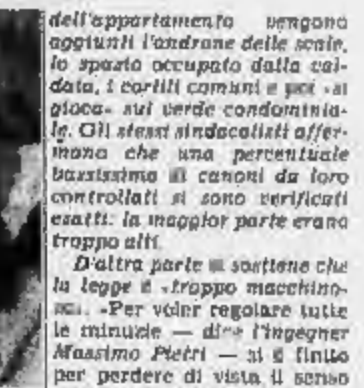 dell'appartamento vengono
aggiunti l'androne delle scale,
lo spazio occupato dalla cal-
daia, i cortili comuni e poi «si
gioca» sul verde condominia-
le. Gli stessi sindacalisti affer-
mano che una percentuale
bassissima di canoni da loro
controllati si sono verificati
esatti: la maggior parte erano
troppo alti.
D'altra parte si sostiene che
la legge è «troppo macchino-
sa». «Per voler regolare tutte
le minuzie — dice l'ingegner
Massimo Pietri — si è finito
per perdere di vista il senso